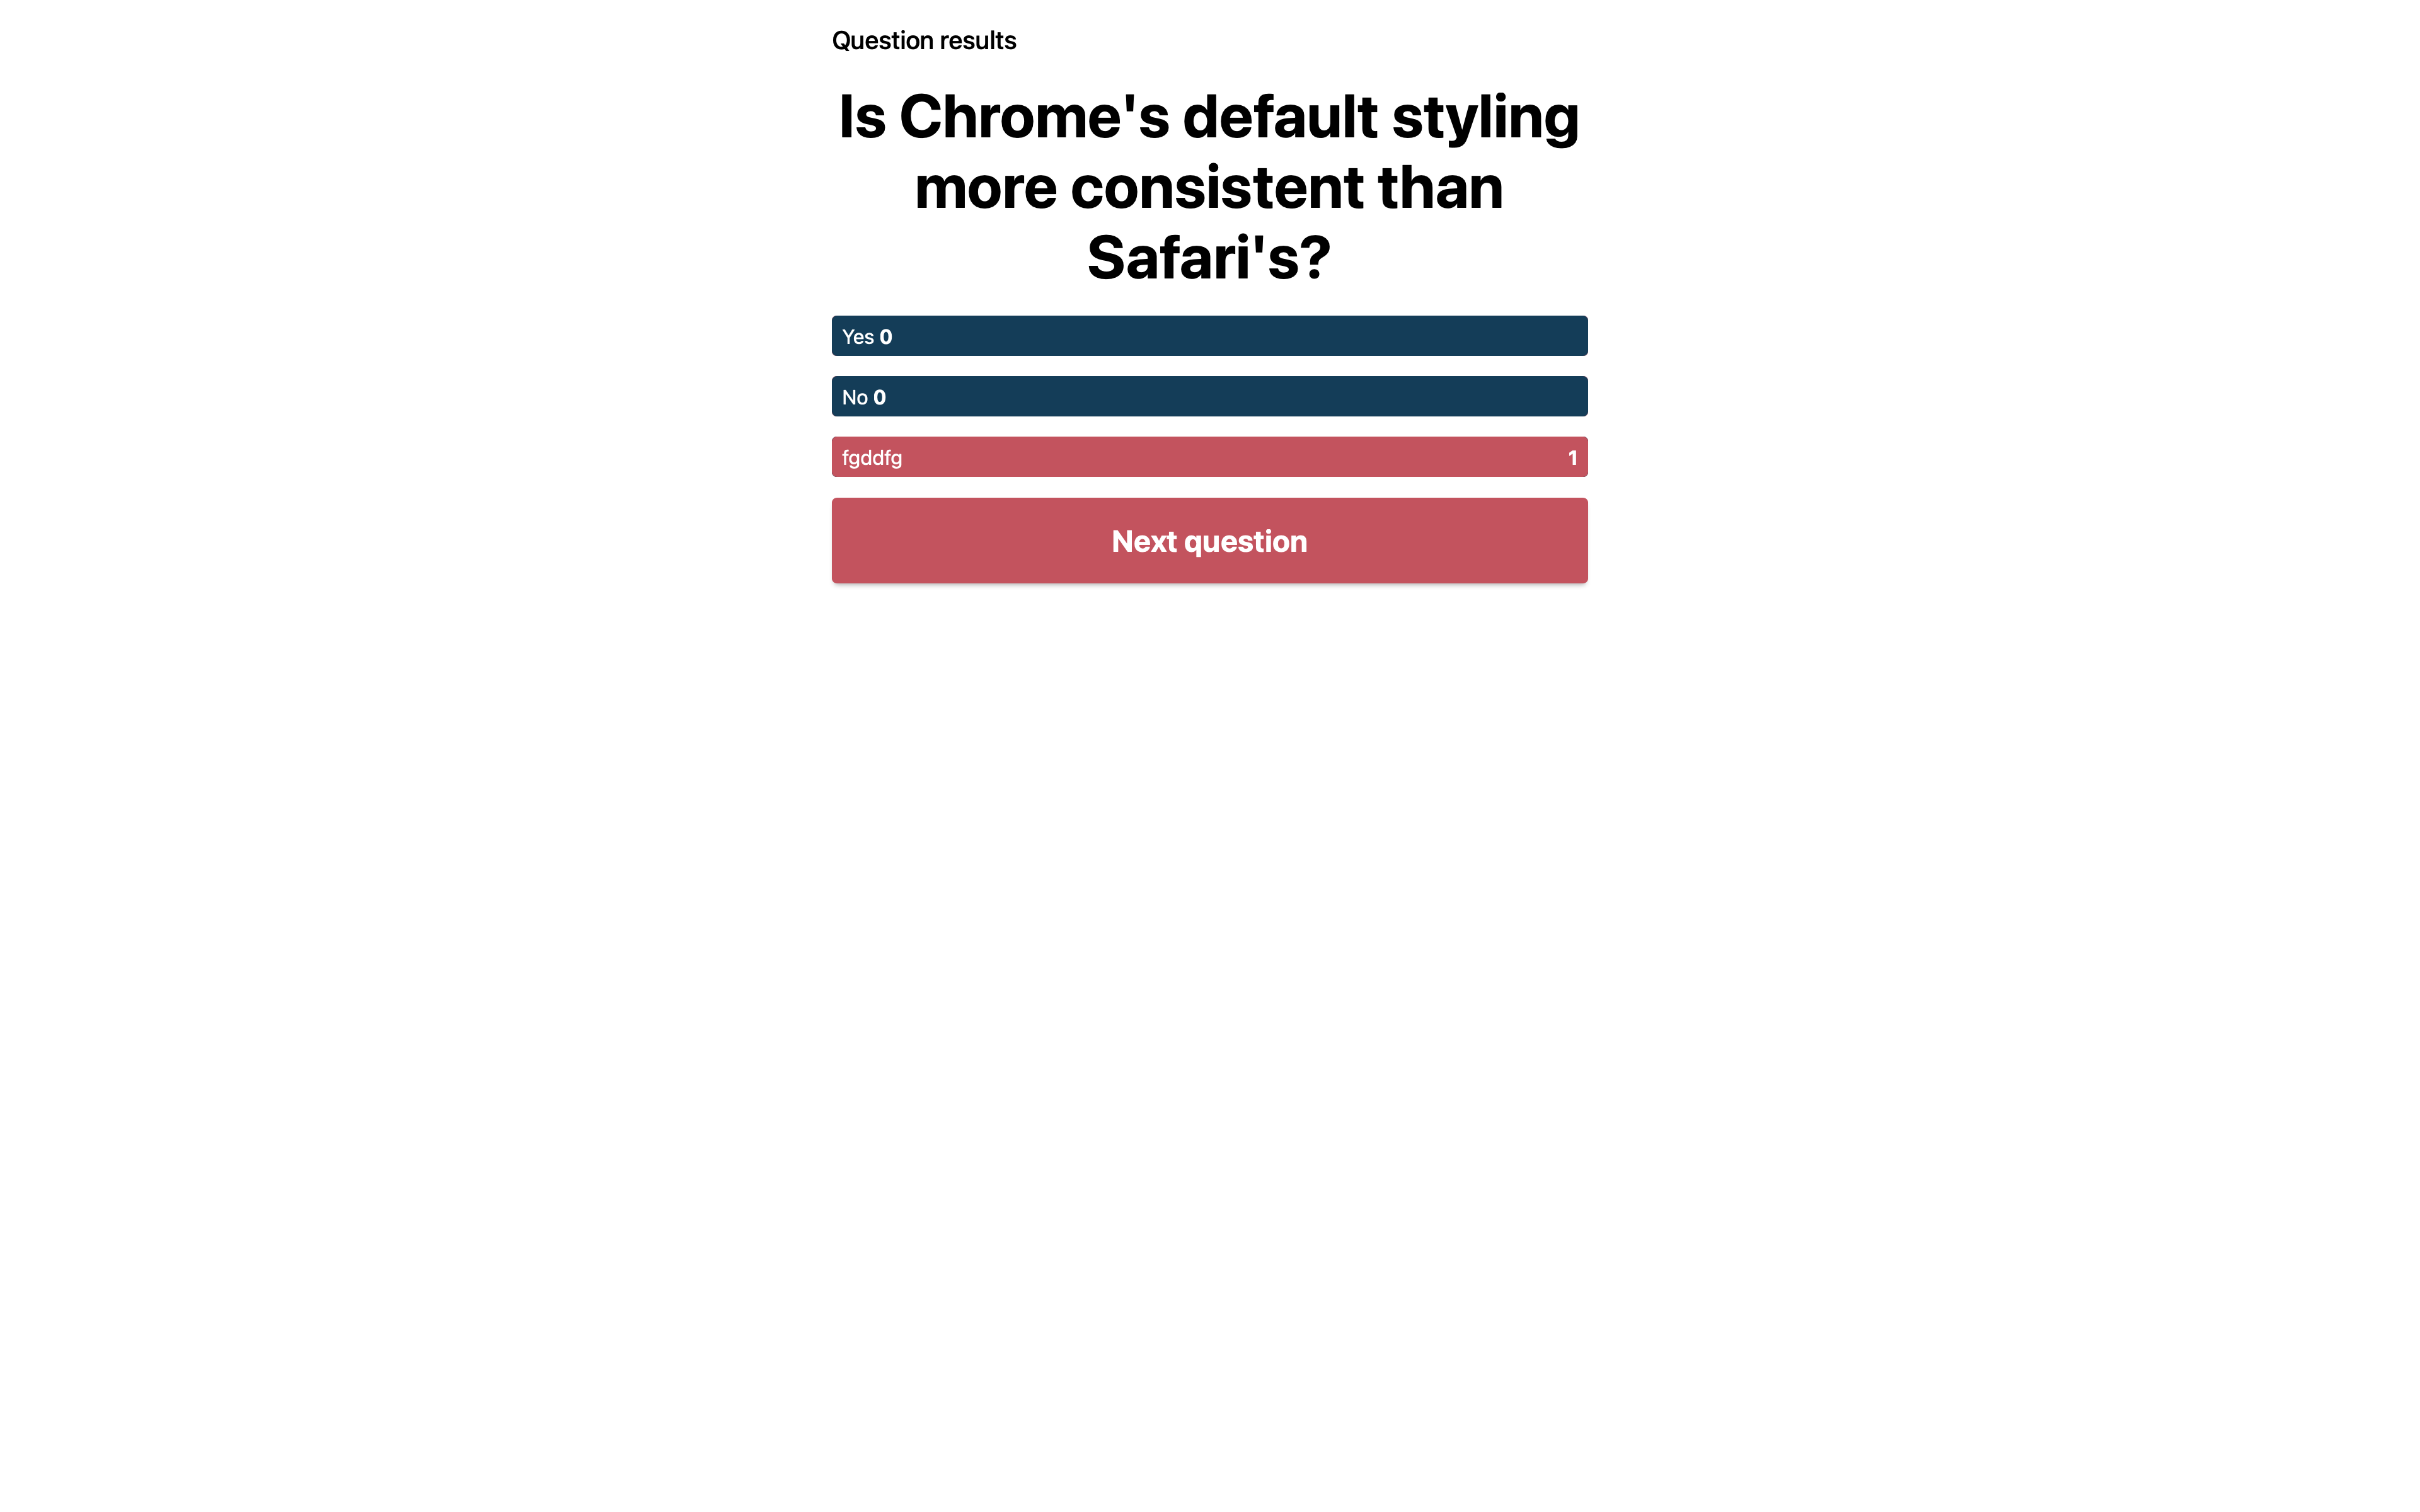 Question results
Is Chrome's default styling
more consistent than
Safari's?
Yes 0
No 0
fgddfg 1
Next question